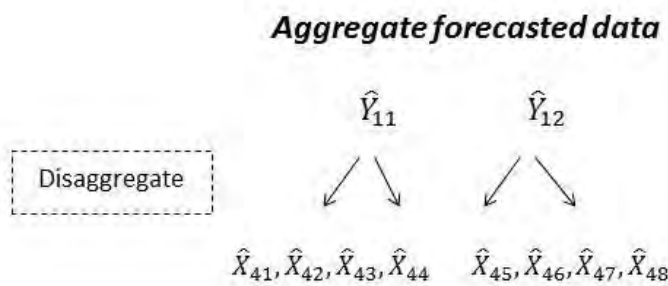 Aggregate forecasted data
Ŷ₁₁ Ŷ₁₂
Disaggregate
X̂₄₁, X̂₄₂, X̂₄₃, X̂₄₄ X̂₄₅, X̂₄₆, X̂₄₇, X̂₄₈